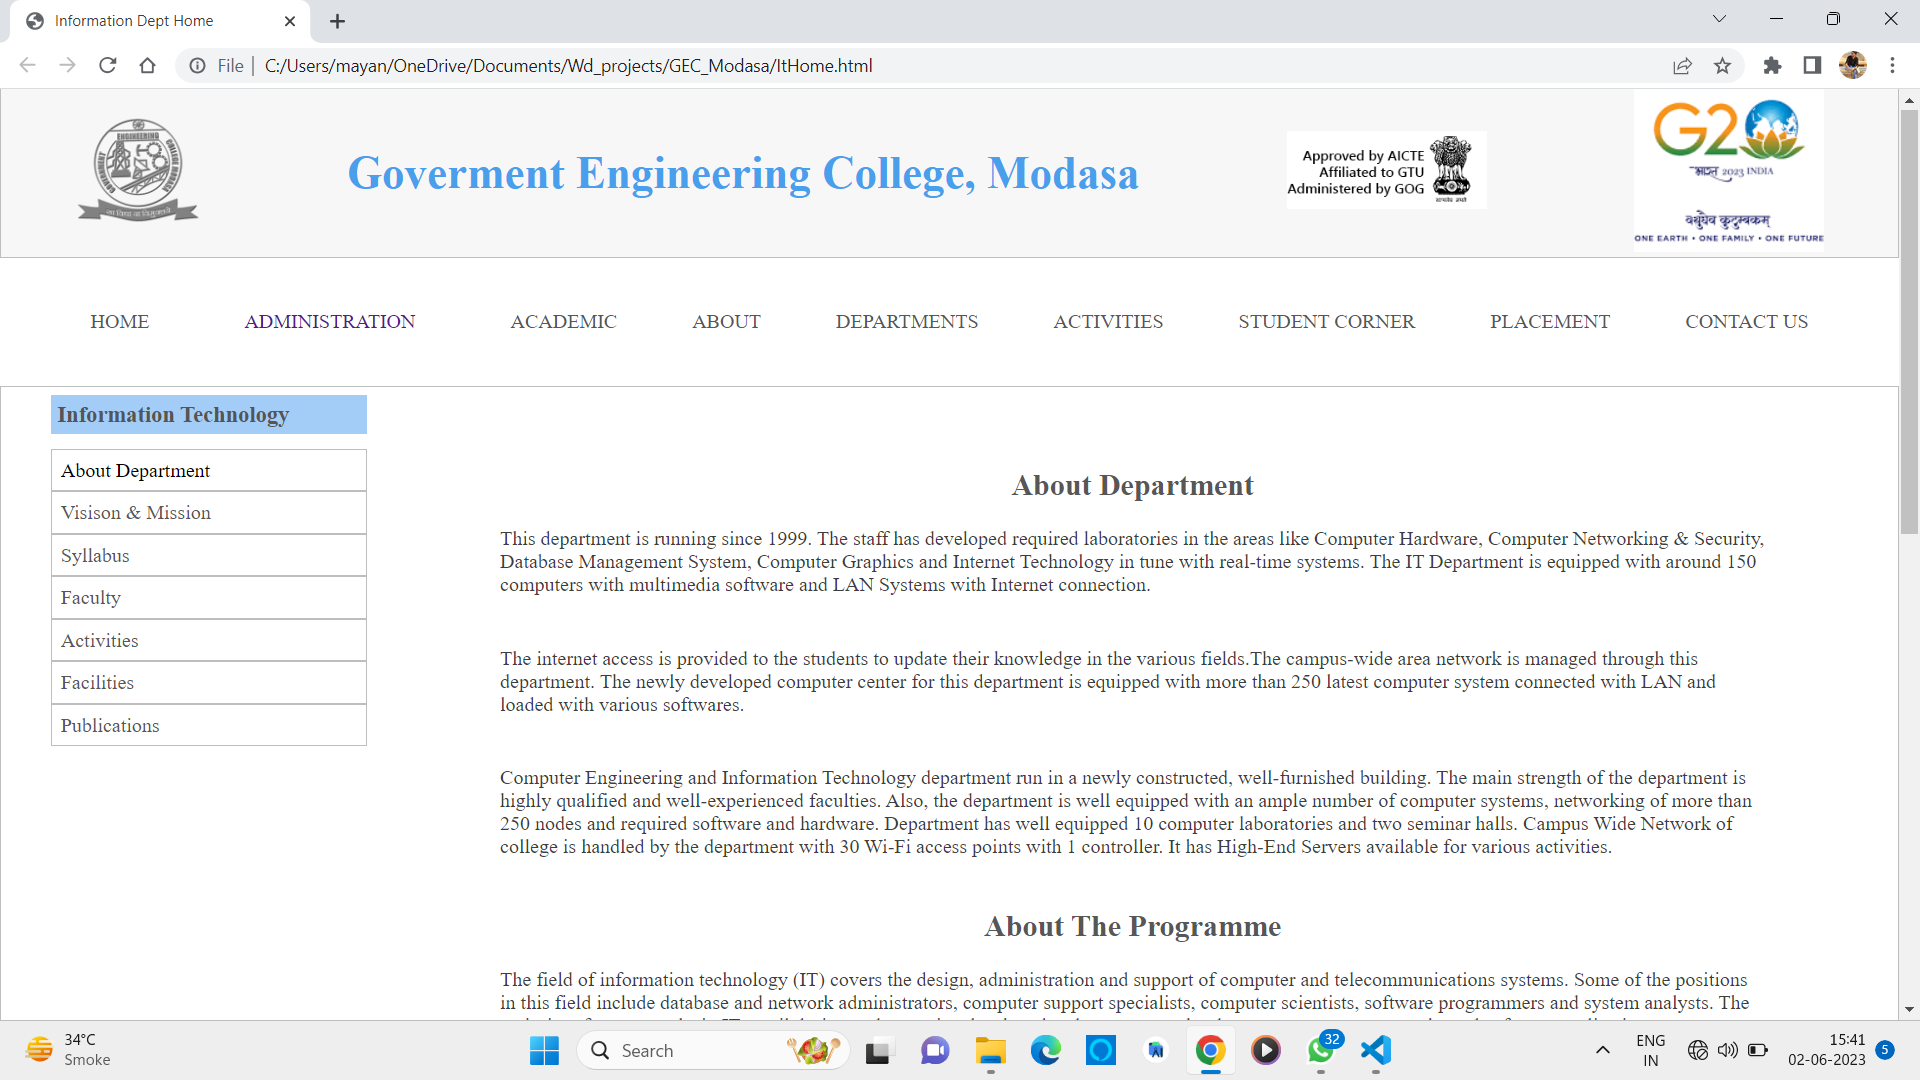 Information Dept Home
File
C:/Users/mayan/OneDrive/Documents/Wd_projects/GEC_Modasa/ItHome.html
ENGINEERING
Goverment Engineering College, Modasa
Approved by AICTE
Affiliated to GTU
Administered by GOG
G20
भारत 2023 INDIA
वसुधैव कुटुम्बकम्
ONE EARTH • ONE FAMILY • ONE FUTURE
HOME ADMINISTRATION ACADEMIC ABOUT DEPARTMENTS ACTIVITIES STUDENT CORNER PLACEMENT CONTACT US
Information Technology
About Department
Visison & Mission
Syllabus
Faculty
Activities
Facilities
Publications
About Department
This department is running since 1999. The staff has developed required laboratories in the areas like Computer Hardware, Computer Networking & Security,
Database Management System, Computer Graphics and Internet Technology in tune with real-time systems. The IT Department is equipped with around 150
computers with multimedia software and LAN Systems with Internet connection.
The internet access is provided to the students to update their knowledge in the various fields.The campus-wide area network is managed through this
department. The newly developed computer center for this department is equipped with more than 250 latest computer system connected with LAN and
loaded with various softwares.
Computer Engineering and Information Technology department run in a newly constructed, well-furnished building. The main strength of the department is
highly qualified and well-experienced faculties. Also, the department is well equipped with an ample number of computer systems, networking of more than
250 nodes and required software and hardware. Department has well equipped 10 computer laboratories and two seminar halls. Campus Wide Network of
college is handled by the department with 30 Wi-Fi access points with 1 controller. It has High-End Servers available for various activities.
About The Programme
The field of information technology (IT) covers the design, administration and support of computer and telecommunications systems. Some of the positions
in this field include database and network administrators, computer support specialists, computer scientists, software programmers and system analysts. The
34°C
Smoke
Search
32
ENG
IN
15:41
02-06-2023
5